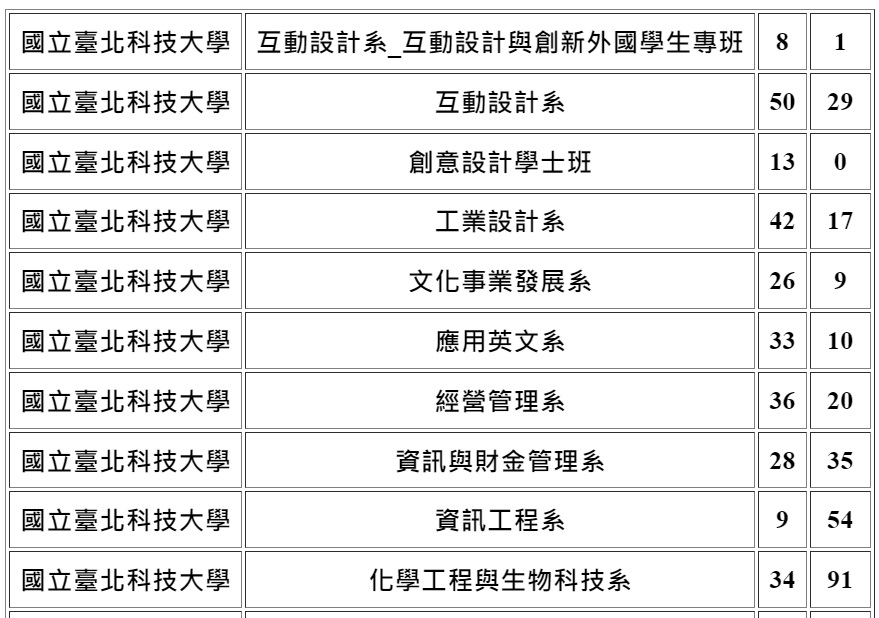 國立臺北科技大學 互動設計系_互動設計與創新外國學生專班 8 1
國立臺北科技大學 互動設計系 50 29
國立臺北科技大學 創意設計學士班 13 0
國立臺北科技大學 工業設計系 42 17
國立臺北科技大學 文化事業發展系 26 9
國立臺北科技大學 應用英文系 33 10
國立臺北科技大學 經營管理系 36 20
國立臺北科技大學 資訊與財金管理系 28 35
國立臺北科技大學 資訊工程系 9 54
國立臺北科技大學 化學工程與生物科技系 34 91